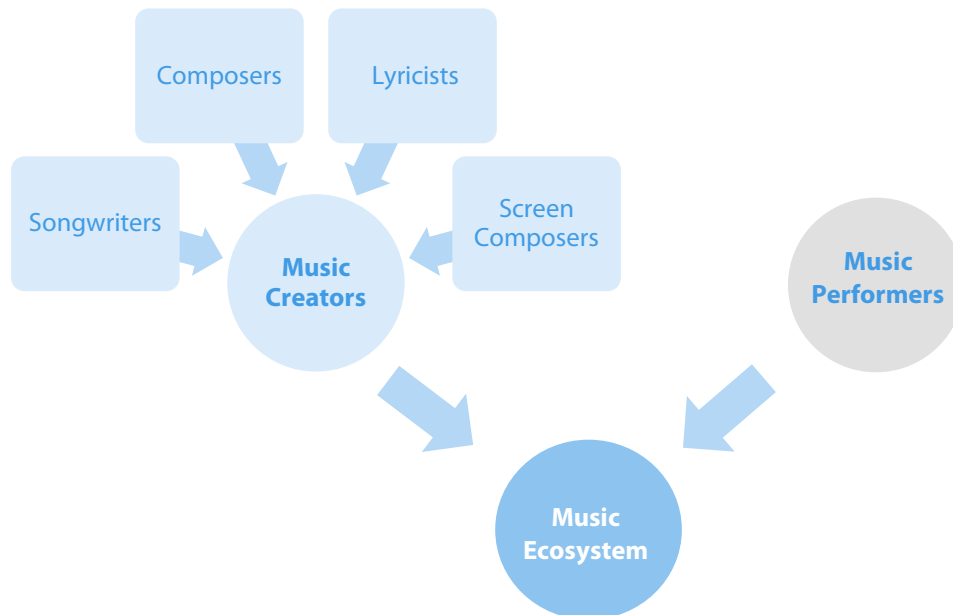 Composers
Lyricists
Songwriters
Screen
Composers
Music
Creators
Music
Performers
Music
Ecosystem